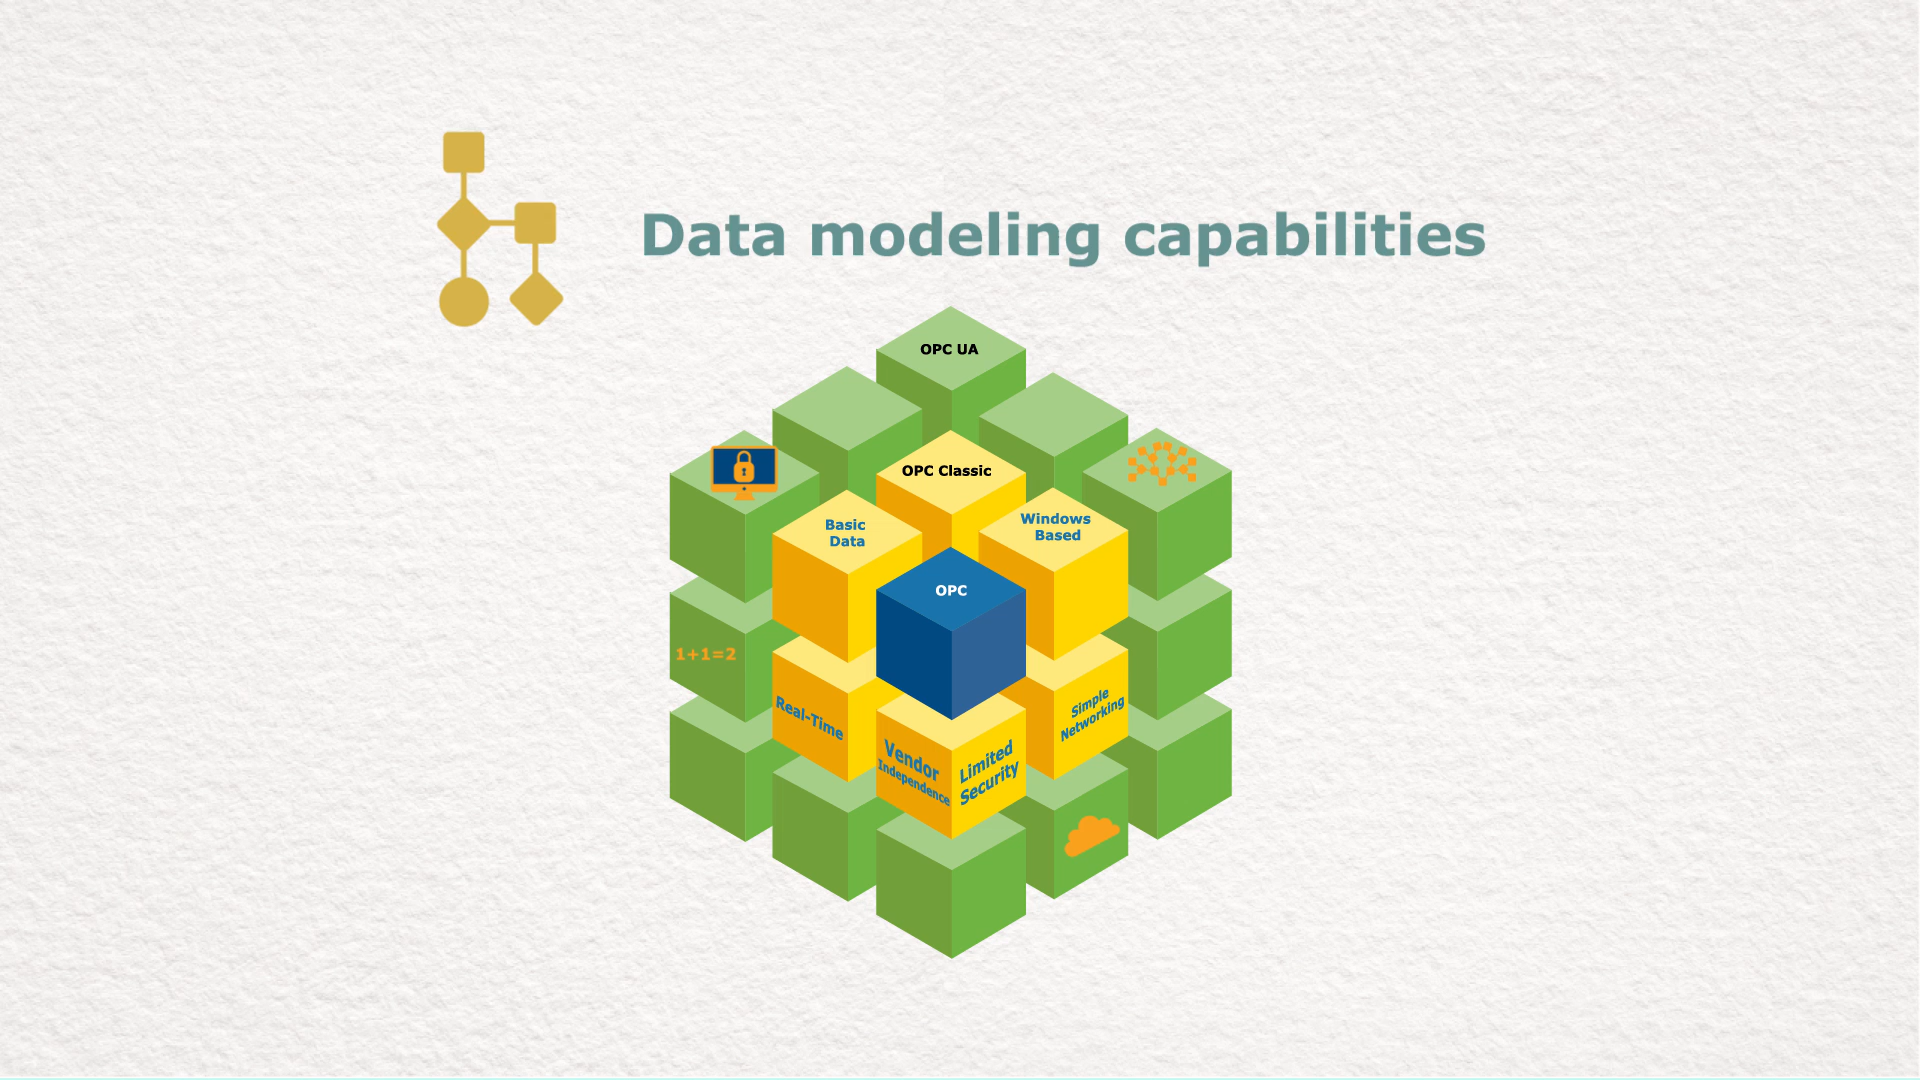 Data modeling capabilities
OPC UA
OPC Classic
Basic
Data
Windows
Based
OPC
1+1=2
Real-Time
Simple
Networking
Vendor
Independence
Limited
Security